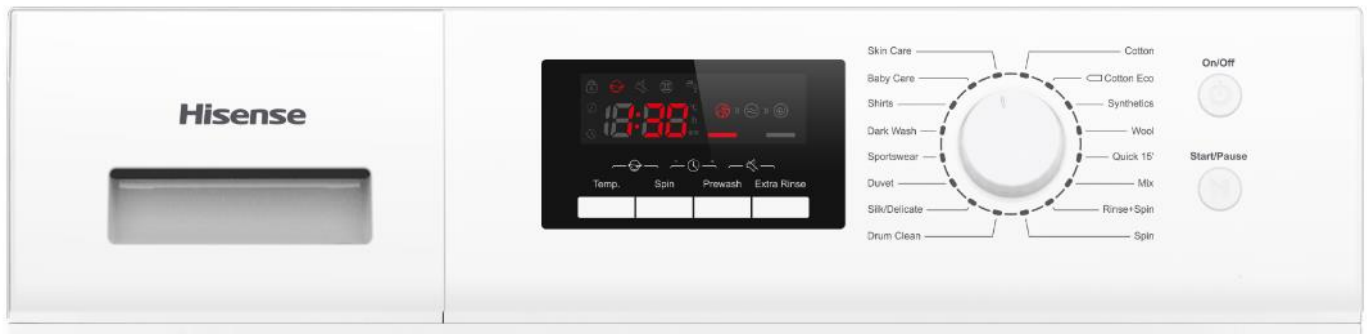 Hisense
1:30
Temp.
Spin
Prewash
Extra Rinse
Skin Care
Baby Care
Shirts
Dark Wash
Sportswear
Duvet
Silk/Delicate
Drum Clean
Cotton
Cotton Eco
Synthetics
Wool
Quick 15'
Mix
Rinse+Spin
Spin
On/Off
Start/Pause